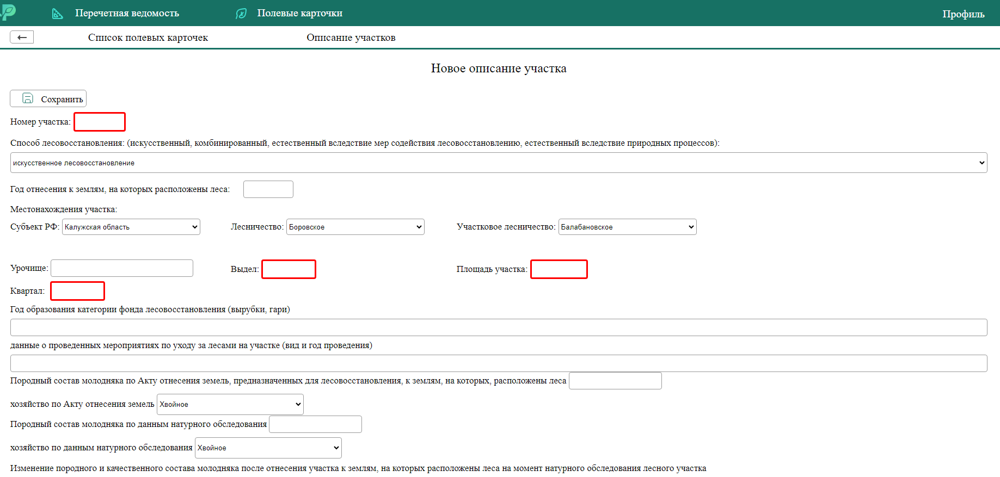 Перечетная ведомость Полевые карточки Профиль
Список полевых карточек Описание участков
Новое описание участка
Сохранить
Номер участка:
Способ лесовосстановления: (искусственный, комбинированный, естественный вследствие мер содействия лесовосстановлению, естественный вследствие природных процессов):
искусственное лесовосстановление
Год отнесения к землям, на которых расположены леса:
Местонахождения участка:
Субъект РФ: Калужская область Лесничество: Боровское Участковое лесничество: Балабановское
Урочище: Выдел: Площадь участка:
Квартал:
Год образования категории фонда лесовосстановления (вырубки, гари)
данные о проведенных мероприятиях по уходу за лесами на участке (вид и год проведения)
Породный состав молодняка по Акту отнесения земель, предназначенных для лесовосстановления, к землям, на которых, расположены леса
хозяйство по Акту отнесения земель Хвойное
Породный состав молодняка по данным натурного обследования
хозяйство по данным натурного обследования Хвойное
Изменение породного и качественного состава молодняка после отнесения участка к землям, на которых расположены леса на момент натурного обследования лесного участка